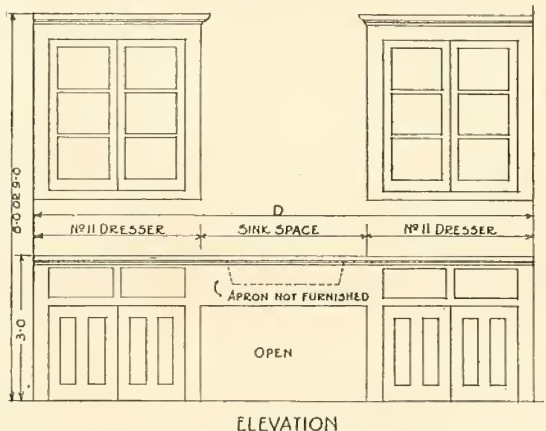 8-0 OR 9-0
D
Nº 11 DRESSER
SINK SPACE
Nº 11 DRESSER
3-0
APRON NOT FURNISHED
OPEN
ELEVATION